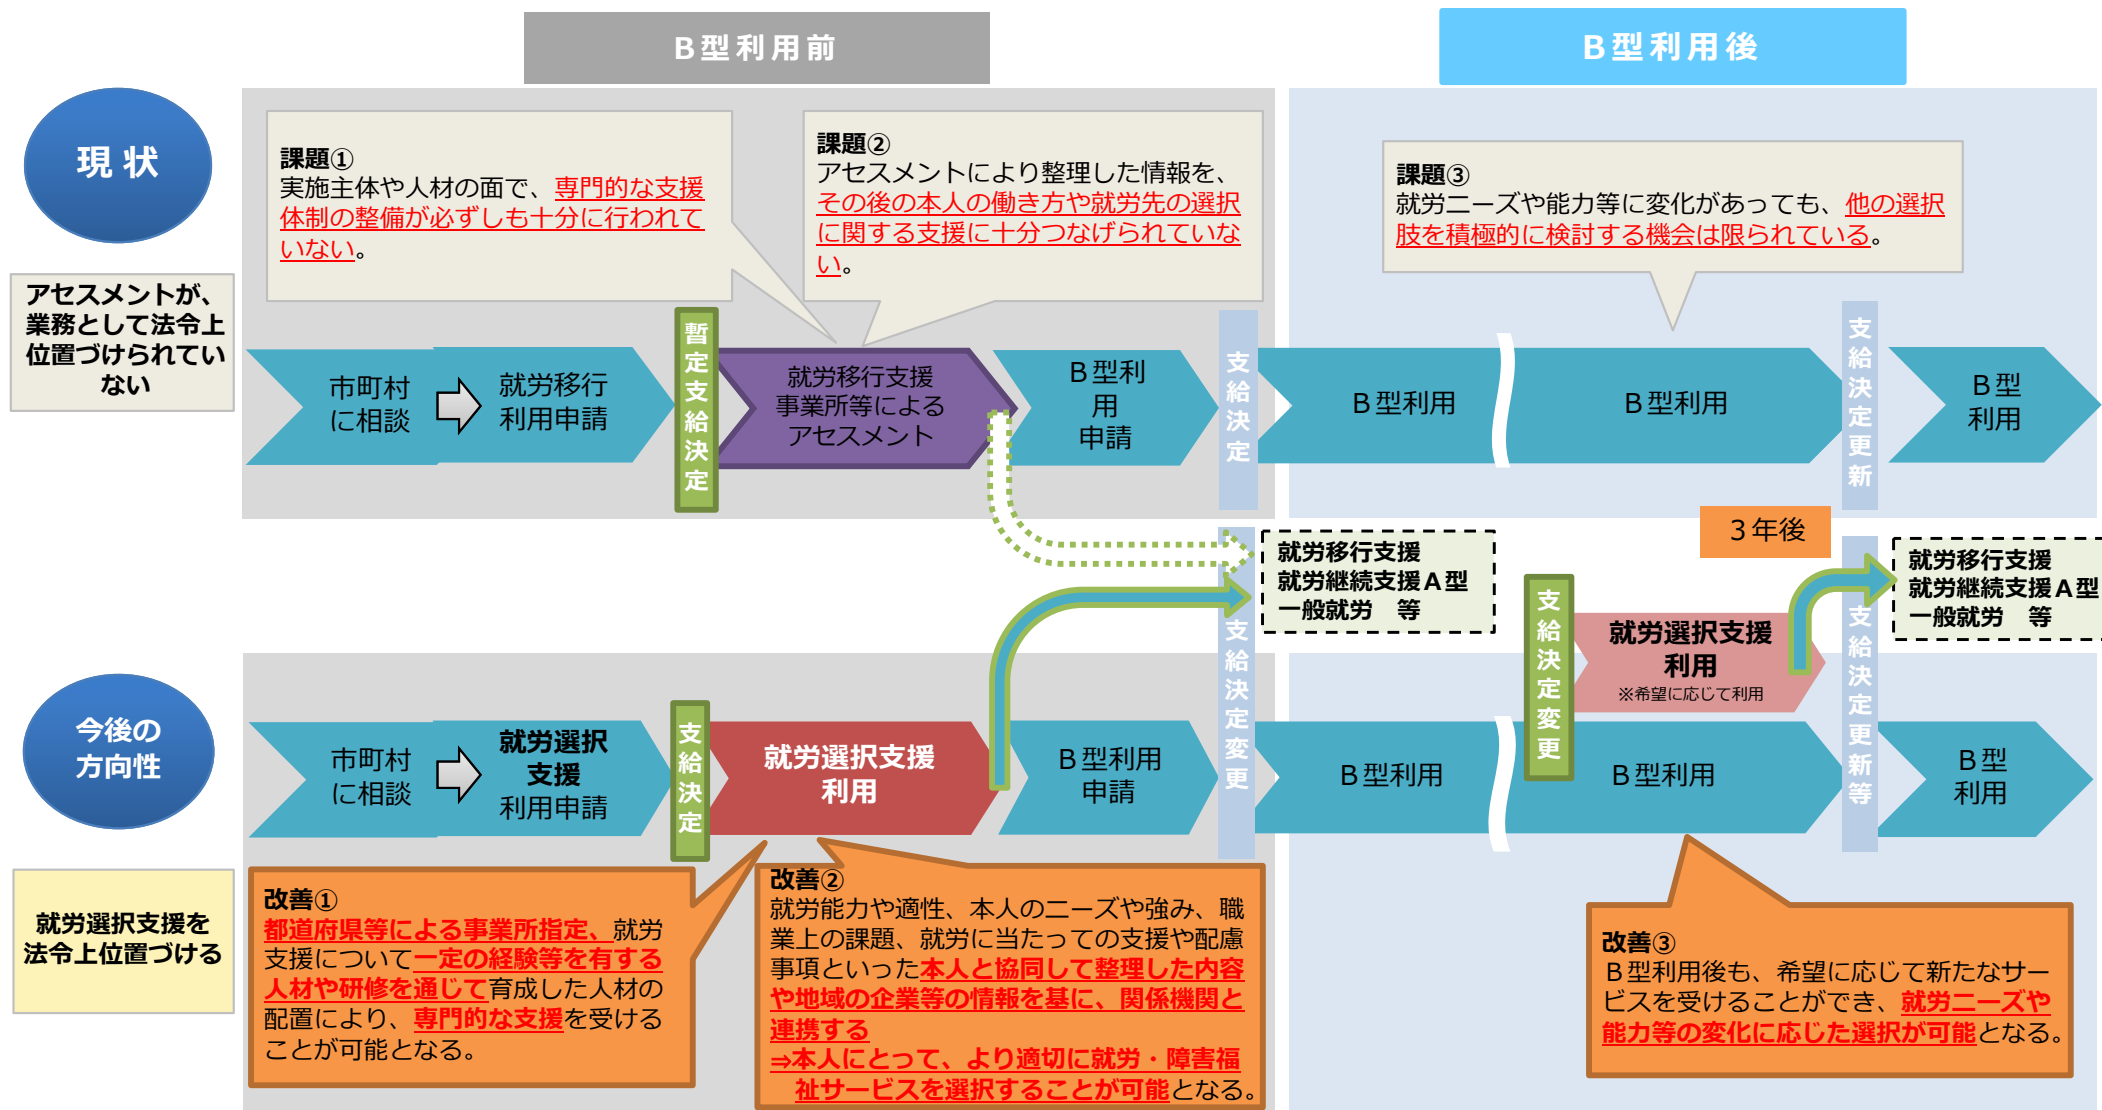 Ｂ型利用前
Ｂ型利用後
現 状
アセスメントが、
業務として法令上
位置づけられてい
ない
課題①
実施主体や人材の面で、専門的な支援
体制の整備が必ずしも十分に行われて
いない。
課題②
アセスメントにより整理した情報を、
その後の本人の働き方や就労先の選択
に関する支援に十分つなげられていな
い。
課題③
就労ニーズや能力等に変化があっても、他の選択
肢を積極的に検討する機会は限られている。
市町村
に相談
就労移行
利用申請
暫定支給決定
就労移行支援
事業所等による
アセスメント
Ｂ型利
用
申請
支給決定
Ｂ型利用
Ｂ型利用
支給決定更新
Ｂ型
利用
３年後
就労移行支援
就労継続支援Ａ型
一般就労　等
就労移行支援
就労継続支援Ａ型
一般就労　等
今後の
方向性
就労選択支援を
法令上位置づける
市町村
に相談
就労選択
支援
利用申請
支給決定
就労選択支援
利用
Ｂ型利用
申請
支給決定変更
Ｂ型利用
支給決定変更
就労選択支援
利用
※希望に応じて利用
Ｂ型利用
支給決定更新等
Ｂ型
利用
改善①
都道府県等による事業所指定、就労
支援について一定の経験等を有する
人材や研修を通じて育成した人材の
配置により、専門的な支援を受ける
ことが可能となる。
改善②
就労能力や適性、本人のニーズや強み、職
業上の課題、就労に当たっての支援や配慮
事項といった本人と協同して整理した内容
や地域の企業等の情報を基に、関係機関と
連携する
⇒本人にとって、より適切に就労・障害福
祉サービスを選択することが可能となる。
改善③
Ｂ型利用後も、希望に応じて新たなサー
ビスを受けることができ、就労ニーズや
能力等の変化に応じた選択が可能となる。